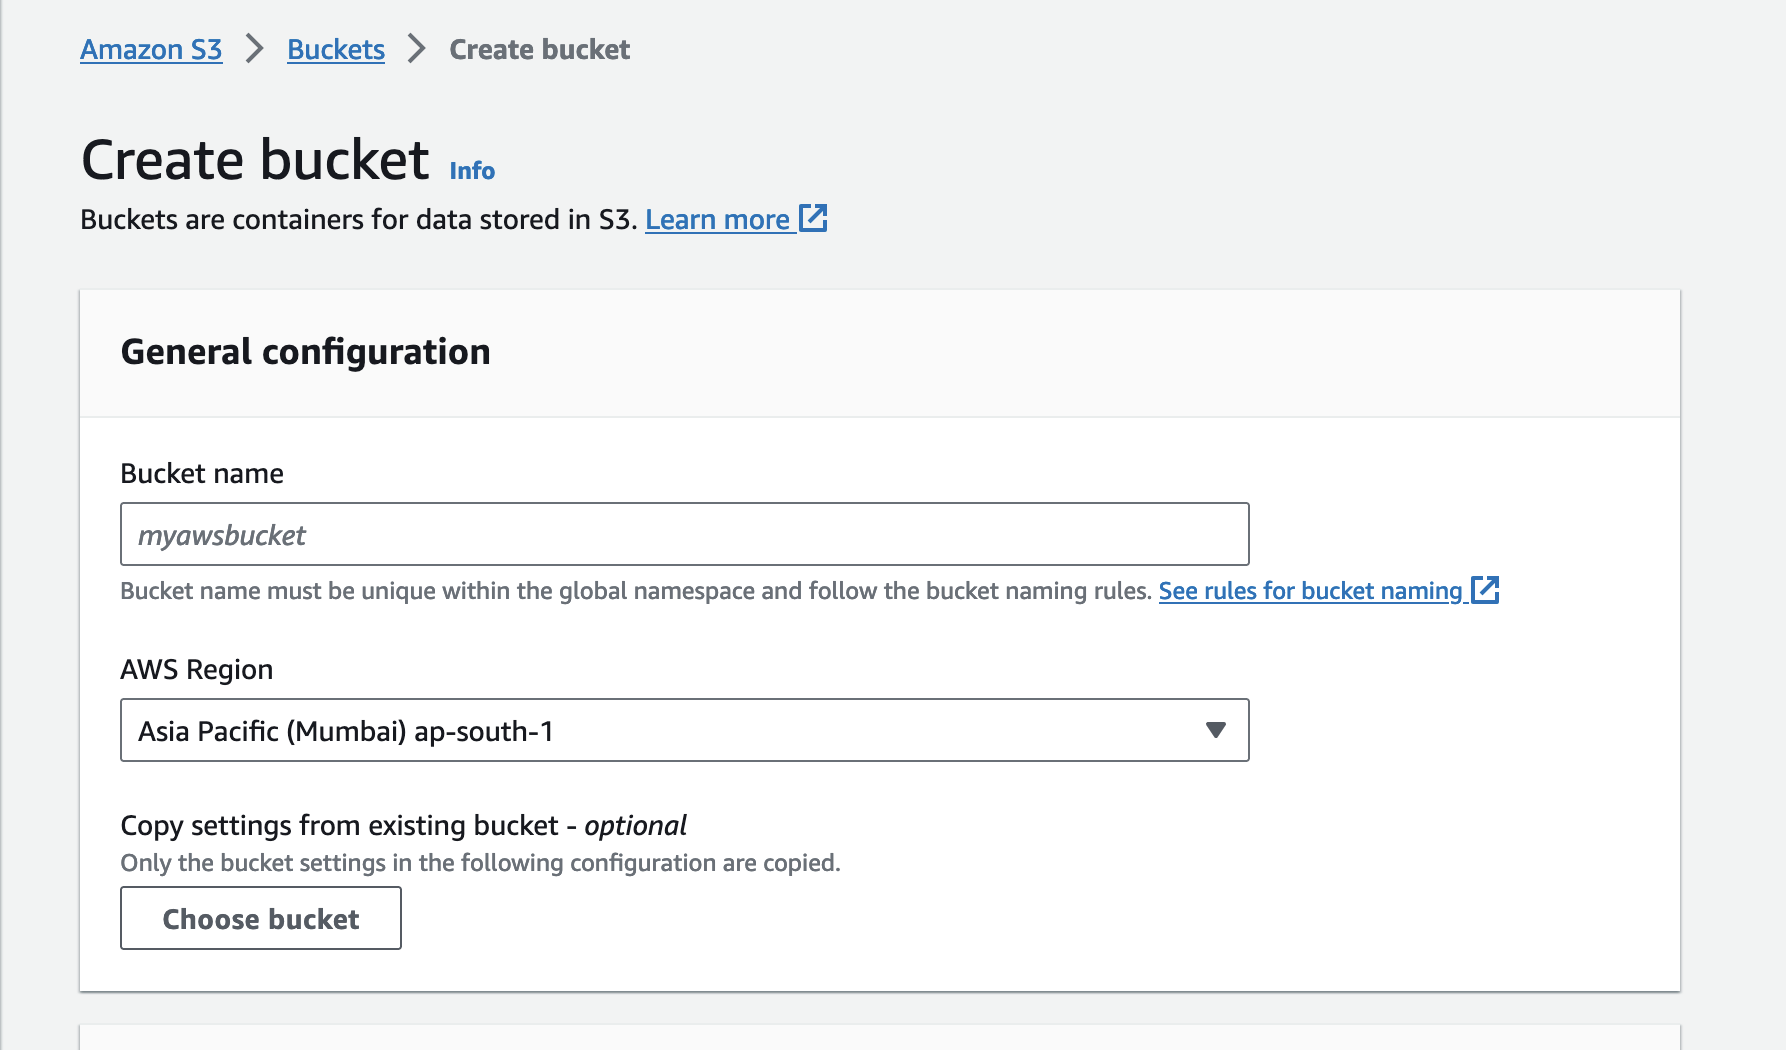 Amazon S3 > Buckets > Create bucket
Create bucket Info
Buckets are containers for data stored in S3. Learn more
General configuration
Bucket name
myawsbucket
Bucket name must be unique within the global namespace and follow the bucket naming rules. See rules for bucket naming
AWS Region
Asia Pacific (Mumbai) ap-south-1
Copy settings from existing bucket - optional
Only the bucket settings in the following configuration are copied.
Choose bucket